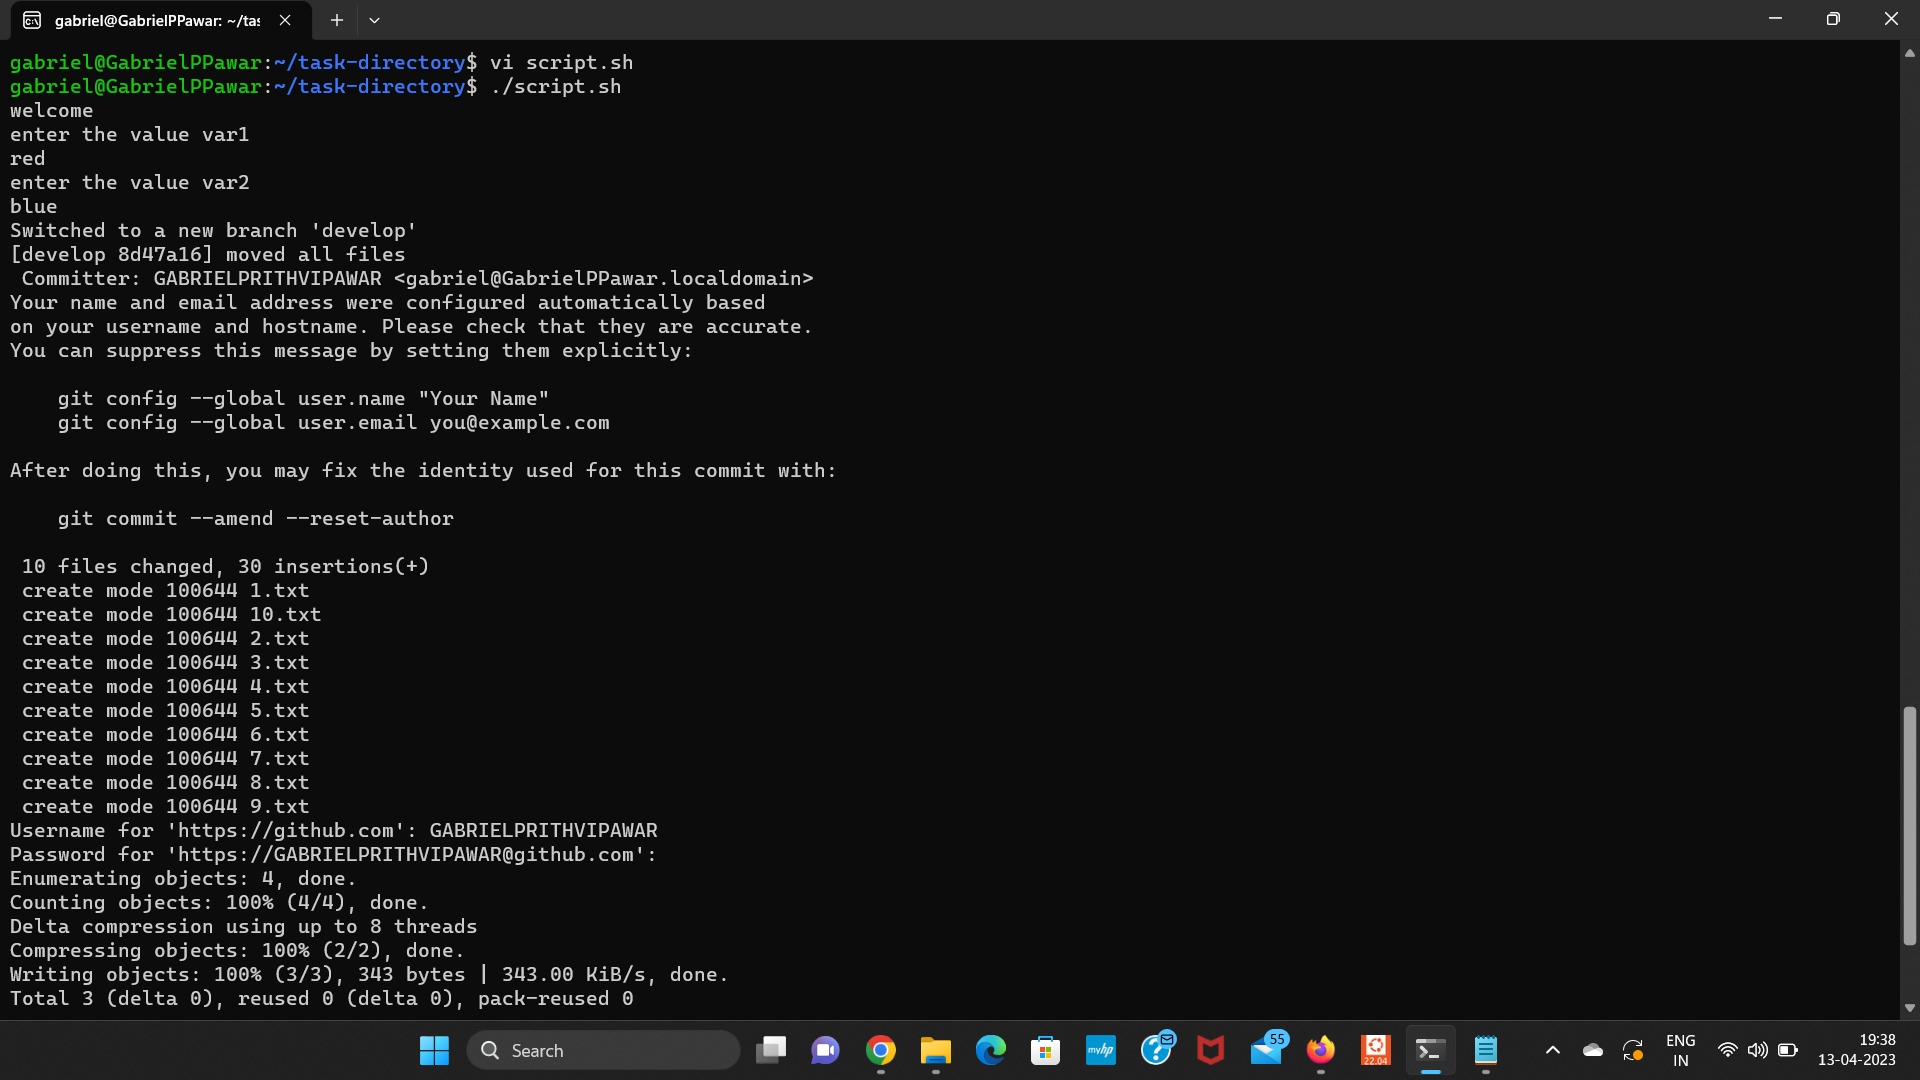 gabriel@GabrielPPawar: ~/tas
gabriel@GabrielPPawar:~/task-directory$ vi script.sh
gabriel@GabrielPPawar:~/task-directory$ ./script.sh
welcome
enter the value var1
red
enter the value var2
blue
Switched to a new branch 'develop'
[develop 8d47a16] moved all files
 Committer: GABRIELPRITHVIPAWAR <gabriel@GabrielPPawar.localdomain>
Your name and email address were configured automatically based
on your username and hostname. Please check that they are accurate.
You can suppress this message by setting them explicitly:
    git config --global user.name "Your Name"
    git config --global user.email you@example.com
After doing this, you may fix the identity used for this commit with:
    git commit --amend --reset-author
 10 files changed, 30 insertions(+)
 create mode 100644 1.txt
 create mode 100644 10.txt
 create mode 100644 2.txt
 create mode 100644 3.txt
 create mode 100644 4.txt
 create mode 100644 5.txt
 create mode 100644 6.txt
 create mode 100644 7.txt
 create mode 100644 8.txt
 create mode 100644 9.txt
Username for 'https://github.com': GABRIELPRITHVIPAWAR
Password for 'https://GABRIELPRITHVIPAWAR@github.com':
Enumerating objects: 4, done.
Counting objects: 100% (4/4), done.
Delta compression using up to 8 threads
Compressing objects: 100% (2/2), done.
Writing objects: 100% (3/3), 343 bytes | 343.00 KiB/s, done.
Total 3 (delta 0), reused 0 (delta 0), pack-reused 0
Search
myhp
55
22.04
ENG
IN
19:38
13-04-2023